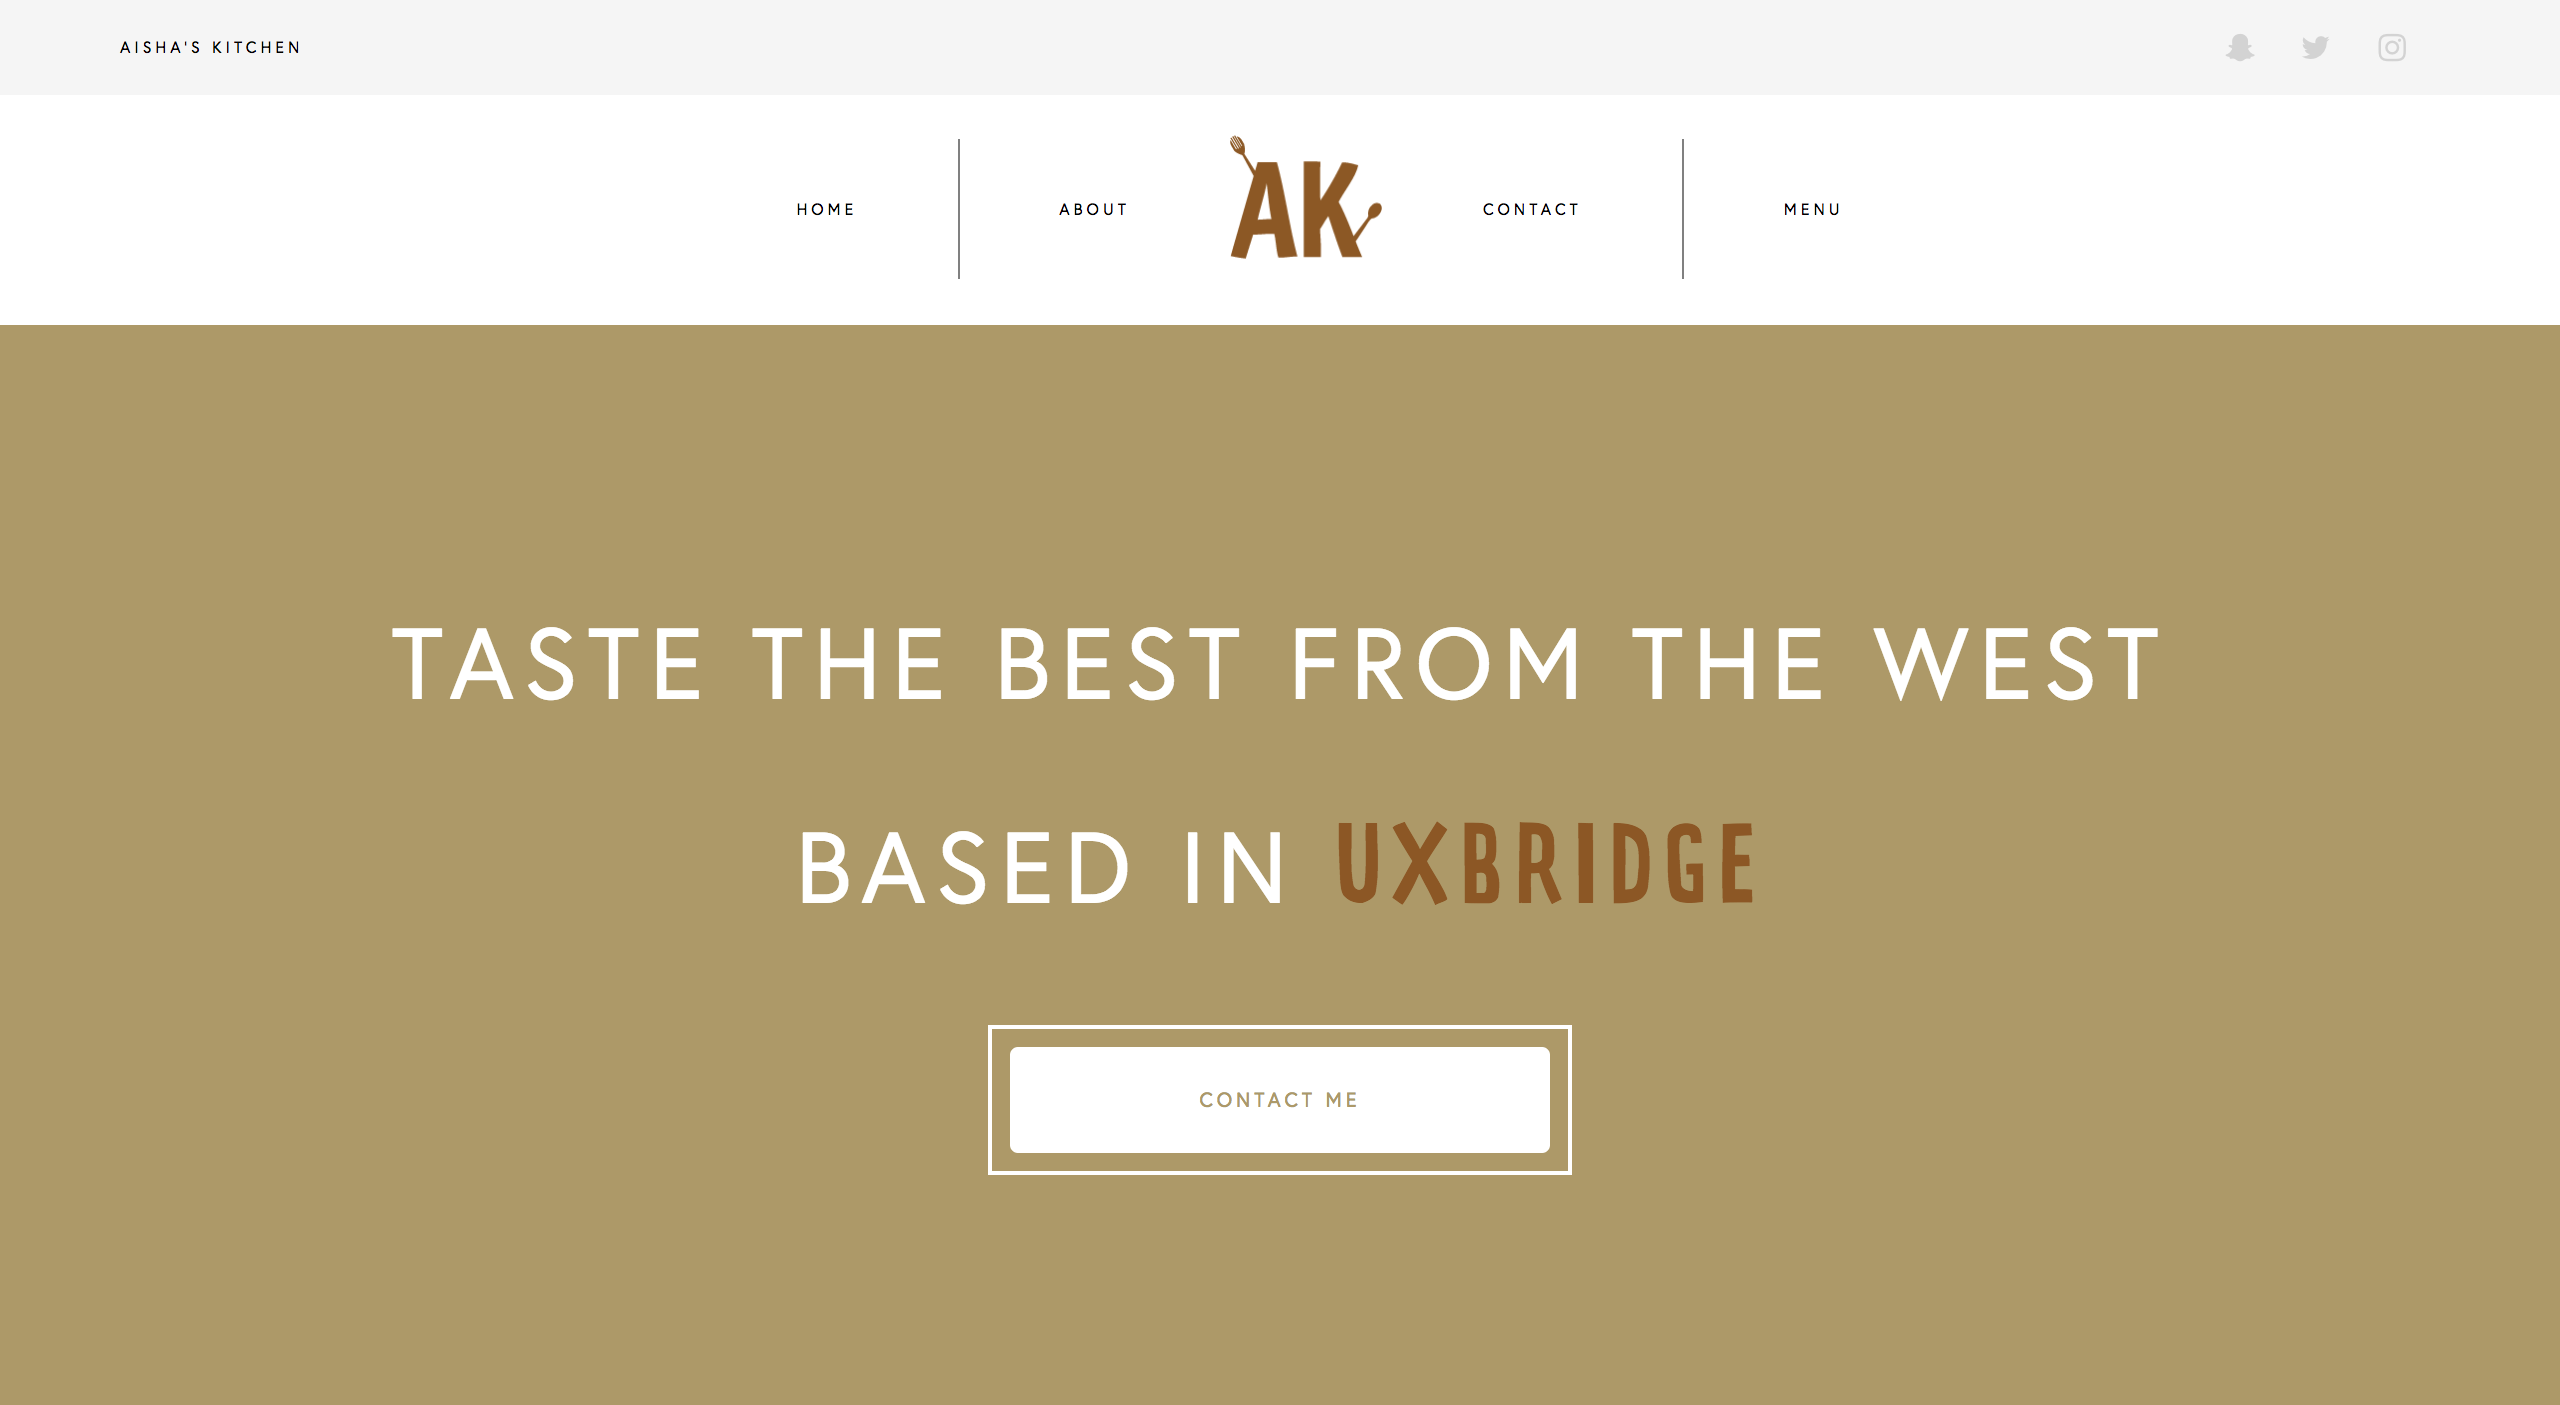 AISHA'S KITCHEN
HOME
ABOUT
AK
CONTACT
MENU
TASTE THE BEST FROM THE WEST
BASED IN UXBRIDGE
CONTACT ME